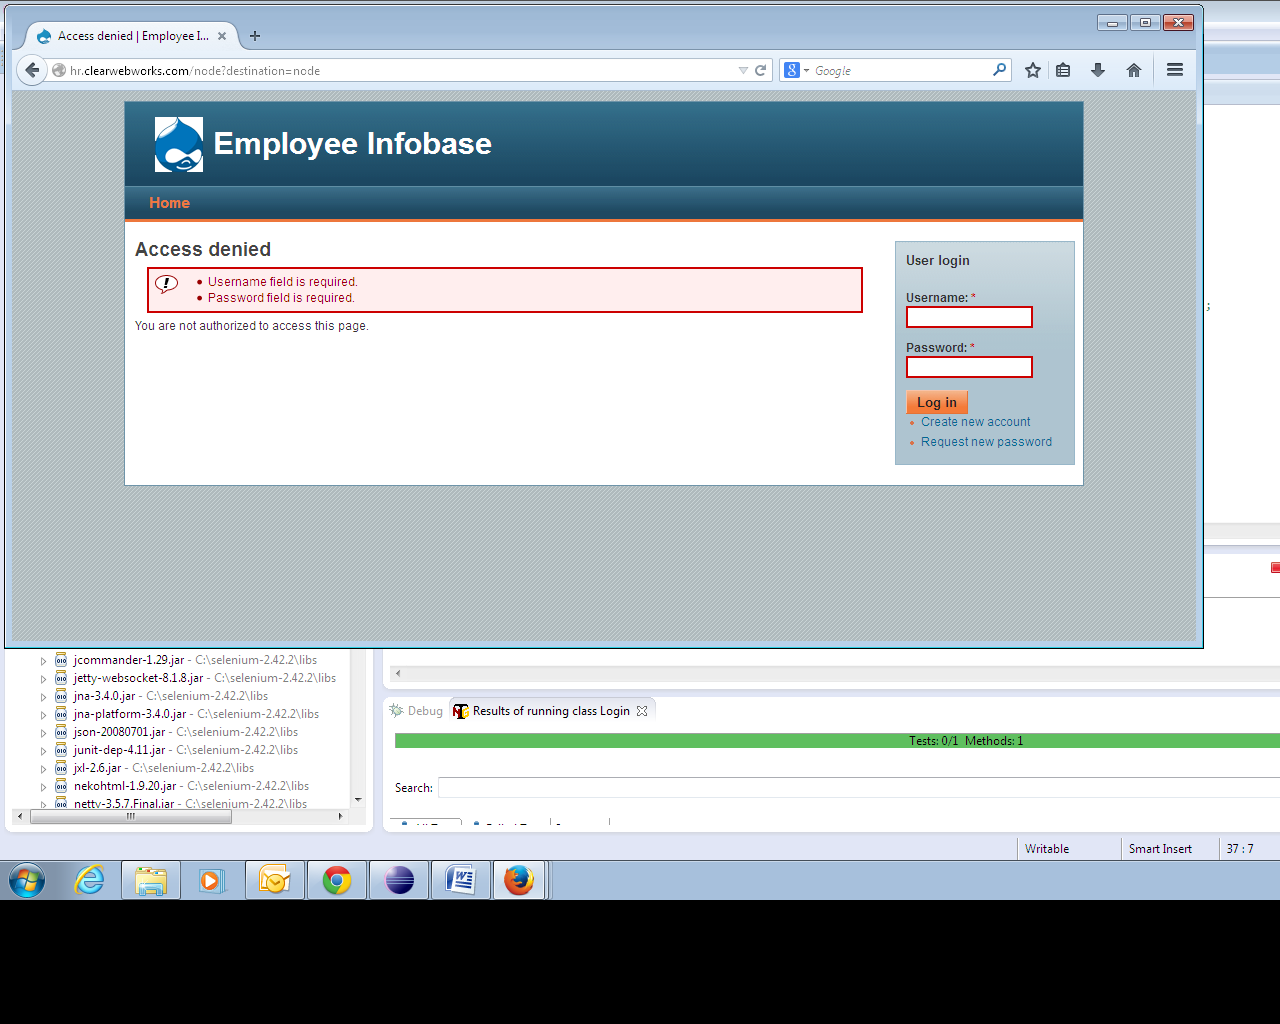 Access denied | Employee I...
hr.clearwebworks.com/node?destination=node
Google
Employee Infobase
Home
Access denied
Username field is required.
Password field is required.
You are not authorized to access this page.
User login
Username: *
Password: *
Log in
Create new account
Request new password
;
jcommander-1.29.jar - C:\selenium-2.42.2\libs
jetty-websocket-8.1.8.jar - C:\selenium-2.42.2\libs
jna-3.4.0.jar - C:\selenium-2.42.2\libs
jna-platform-3.4.0.jar - C:\selenium-2.42.2\libs
json-20080701.jar - C:\selenium-2.42.2\libs
junit-dep-4.11.jar - C:\selenium-2.42.2\libs
jxl-2.6.jar - C:\selenium-2.42.2\libs
nekohtml-1.9.20.jar - C:\selenium-2.42.2\libs
netty-3.5.7.Final.jar - C:\selenium-2.42.2\libs
Debug
Results of running class Login
Tests: 0/1 Methods: 1
Search:
Writable
Smart Insert
37 : 7